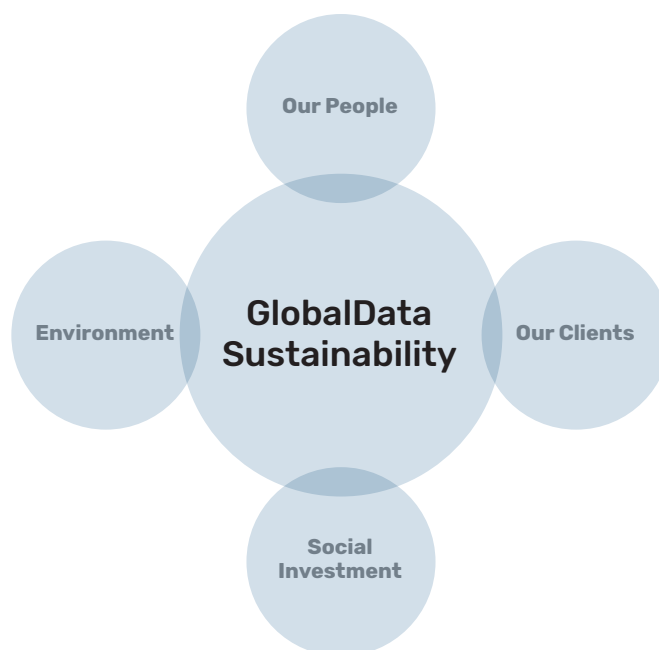 Our People
GlobalData
Sustainability
Environment
Our Clients
Social
Investment